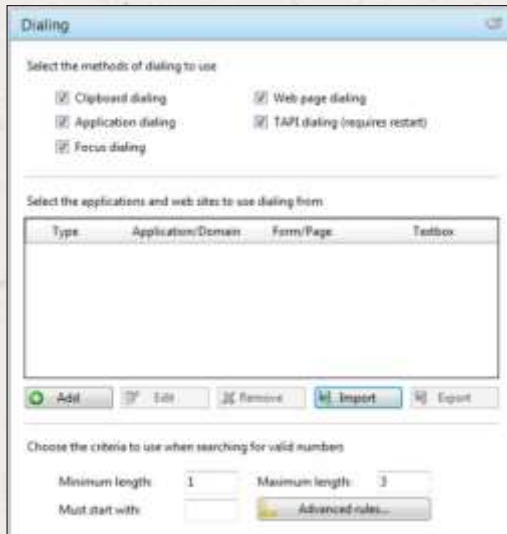 Dialing
Select the methods of dialing to use
Clipboard dialing Web page dialing
Application dialing TAPI dialing (requires restart)
Focus dialing
Select the applications and web sites to use dialing from
Type Application/Domain Form/Page Textbox
Add Edit Remove Import Export
Choose the criteria to use when searching for valid numbers
Minimum length: 1 Maximum length: 3
Must start with: Advanced rules...